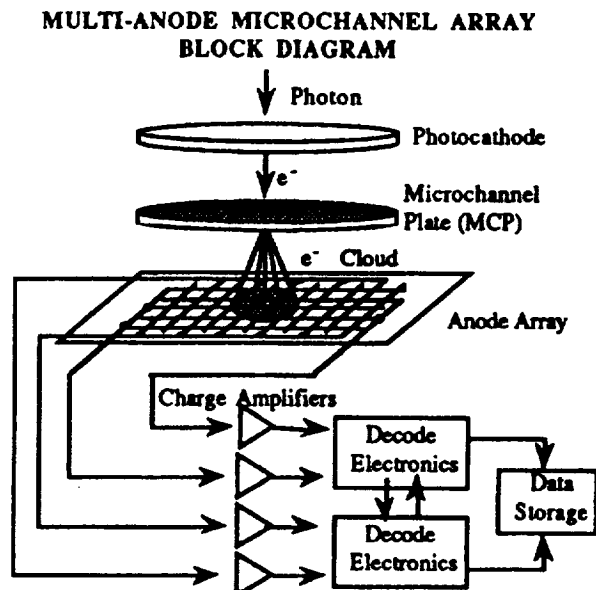 MULTI-ANODE MICROCHANNEL ARRAY
BLOCK DIAGRAM
Photon
Photocathode
e-
Microchannel
Plate (MCP)
e- Cloud
Anode Array
Charge Amplifiers
Decode
Electronics
Data
Storage
Decode
Electronics